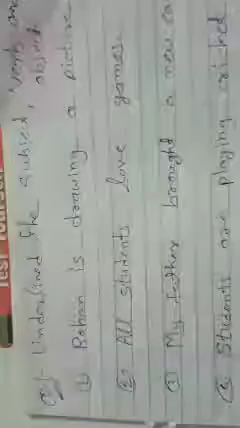 Test Yourself
Q/- Underlined the subject, verb and object
(1) Rohan is drawing a picture
(2) All students love games.
(3) My father brought a new ca
(4) Students are playing cricket